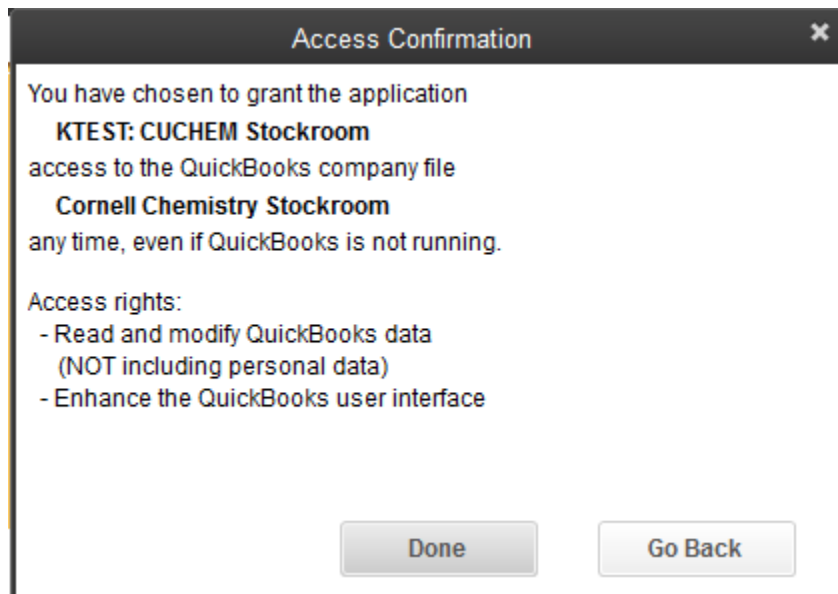 Access Confirmation
You have chosen to grant the application
KTEST: CUCHEM Stockroom
access to the QuickBooks company file
Cornell Chemistry Stockroom
any time, even if QuickBooks is not running.
Access rights:
- Read and modify QuickBooks data
(NOT including personal data)
- Enhance the QuickBooks user interface
Done Go Back